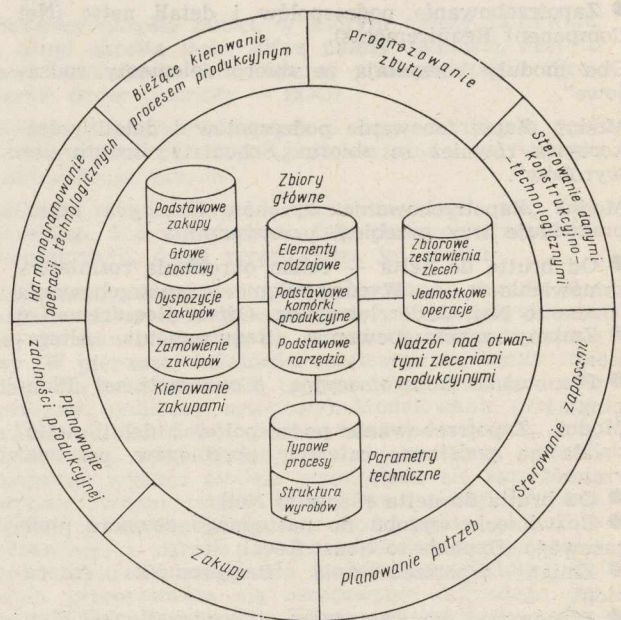 Bieżące kierowanie
procesem produkcyjnym
Prognozowanie
zbytu
Sterowanie danymi
konstrukcyjno-
-technologicznymi
Sterowanie zapasami
Planowanie potrzeb
Zakupy
Planowanie
zdolności produkcyjnej
Harmonogramowanie
operacji technologicznych
Podstawowe
zakupy
Głowe
dostawy
Dyspozycje
zakupów
Zamówienie
zakupów
Kierowanie
zakupami
Zbiory
główne
Elementy
rodzajowe
Podstawowe
komórki
produkcyjne
Podstawowe
narzędzia
Zbiorowe
zestawienia
zleceń
Jednostkowe
operacje
Nadzór nad otwar-
tymi zleceniami
produkcyjnymi
Typowe
procesy
Struktura
wyrobów
Parametry
techniczne